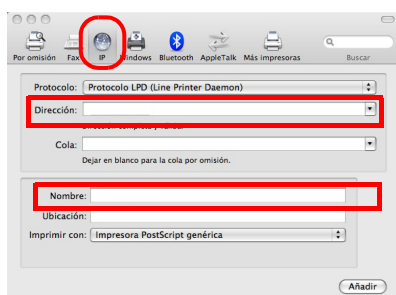 Por omisión Fax IP Windows Bluetooth AppleTalk Más impresoras Buscar
Protocolo: Protocolo LPD (Line Printer Daemon)
Dirección:
Cola:
Dejar en blanco para la cola por omisión.
Nombre:
Ubicación:
Imprimir con: Impresora PostScript genérica
Añadir